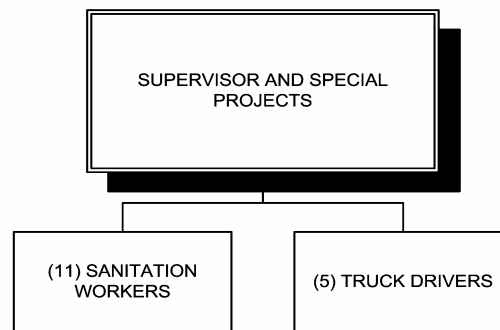 SUPERVISOR AND SPECIAL
PROJECTS
(11) SANITATION
WORKERS
(5) TRUCK DRIVERS